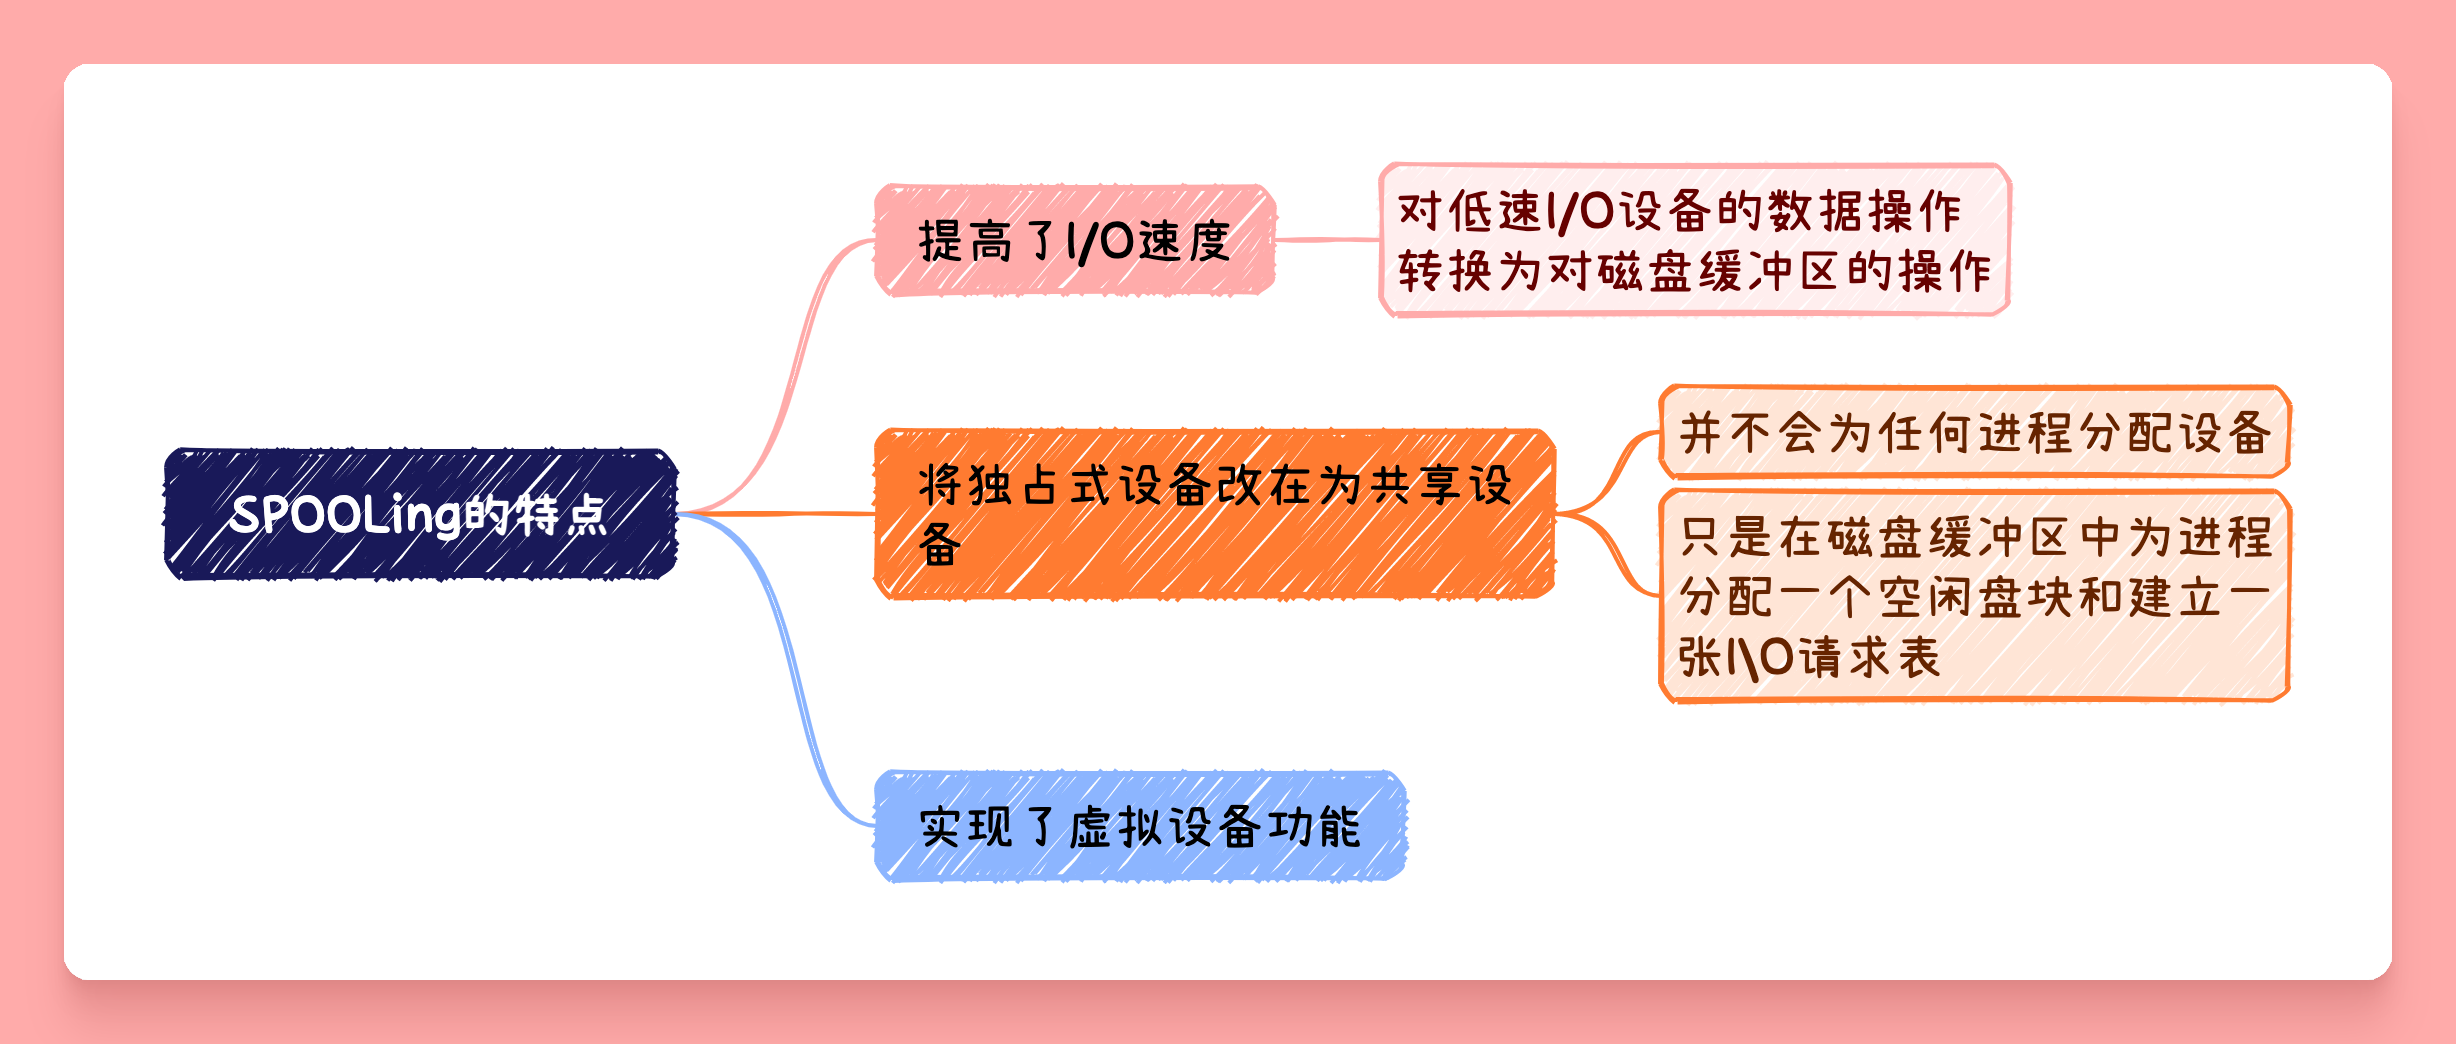 SPOOLing的特点
提高了I/O速度
对低速I/O设备的数据操作
转换为对磁盘缓冲区的操作
将独占式设备改在为共享设
备
并不会为任何进程分配设备
只是在磁盘缓冲区中为进程
分配一个空闲盘块和建立一
张I\O请求表
实现了虚拟设备功能